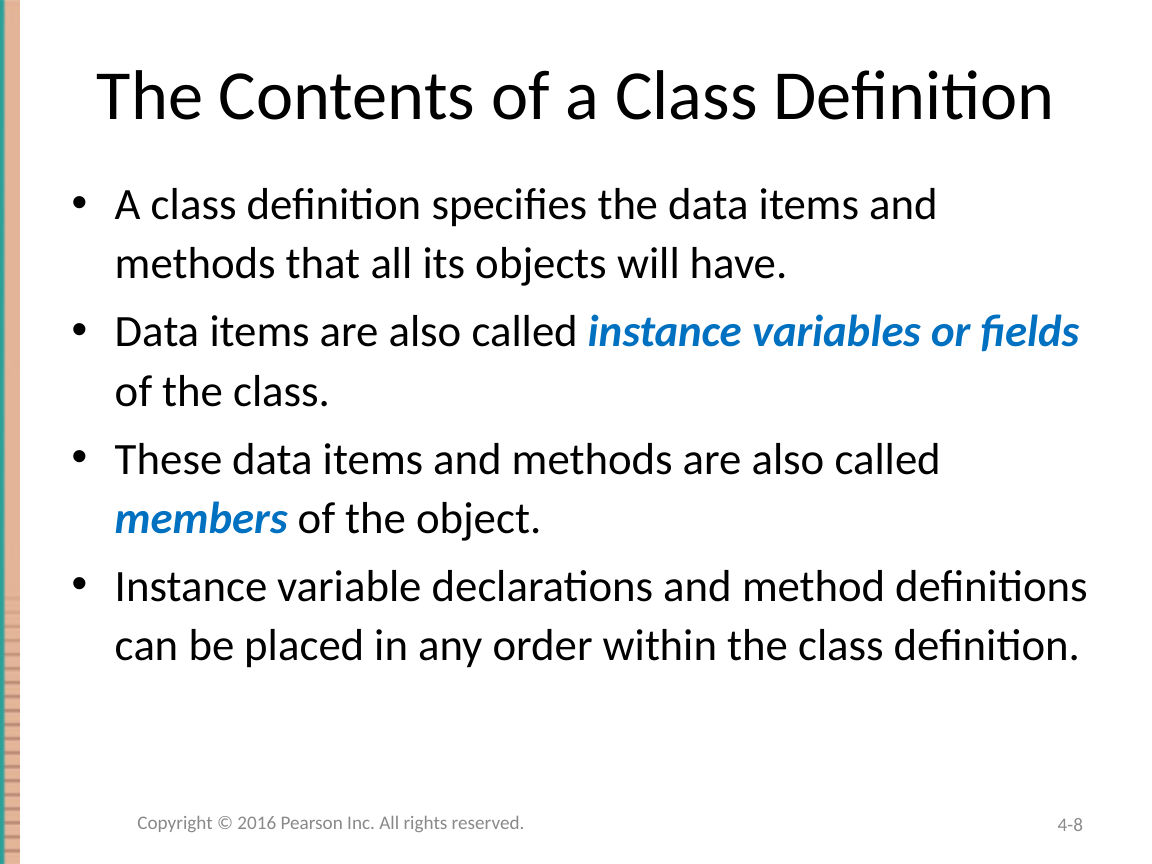 The Contents of a Class Definition
• A class definition specifies the data items and
methods that all its objects will have.
• Data items are also called instance variables or fields
of the class.
• These data items and methods are also called
members of the object.
• Instance variable declarations and method definitions
can be placed in any order within the class definition.
Copyright © 2016 Pearson Inc. All rights reserved.
4-8